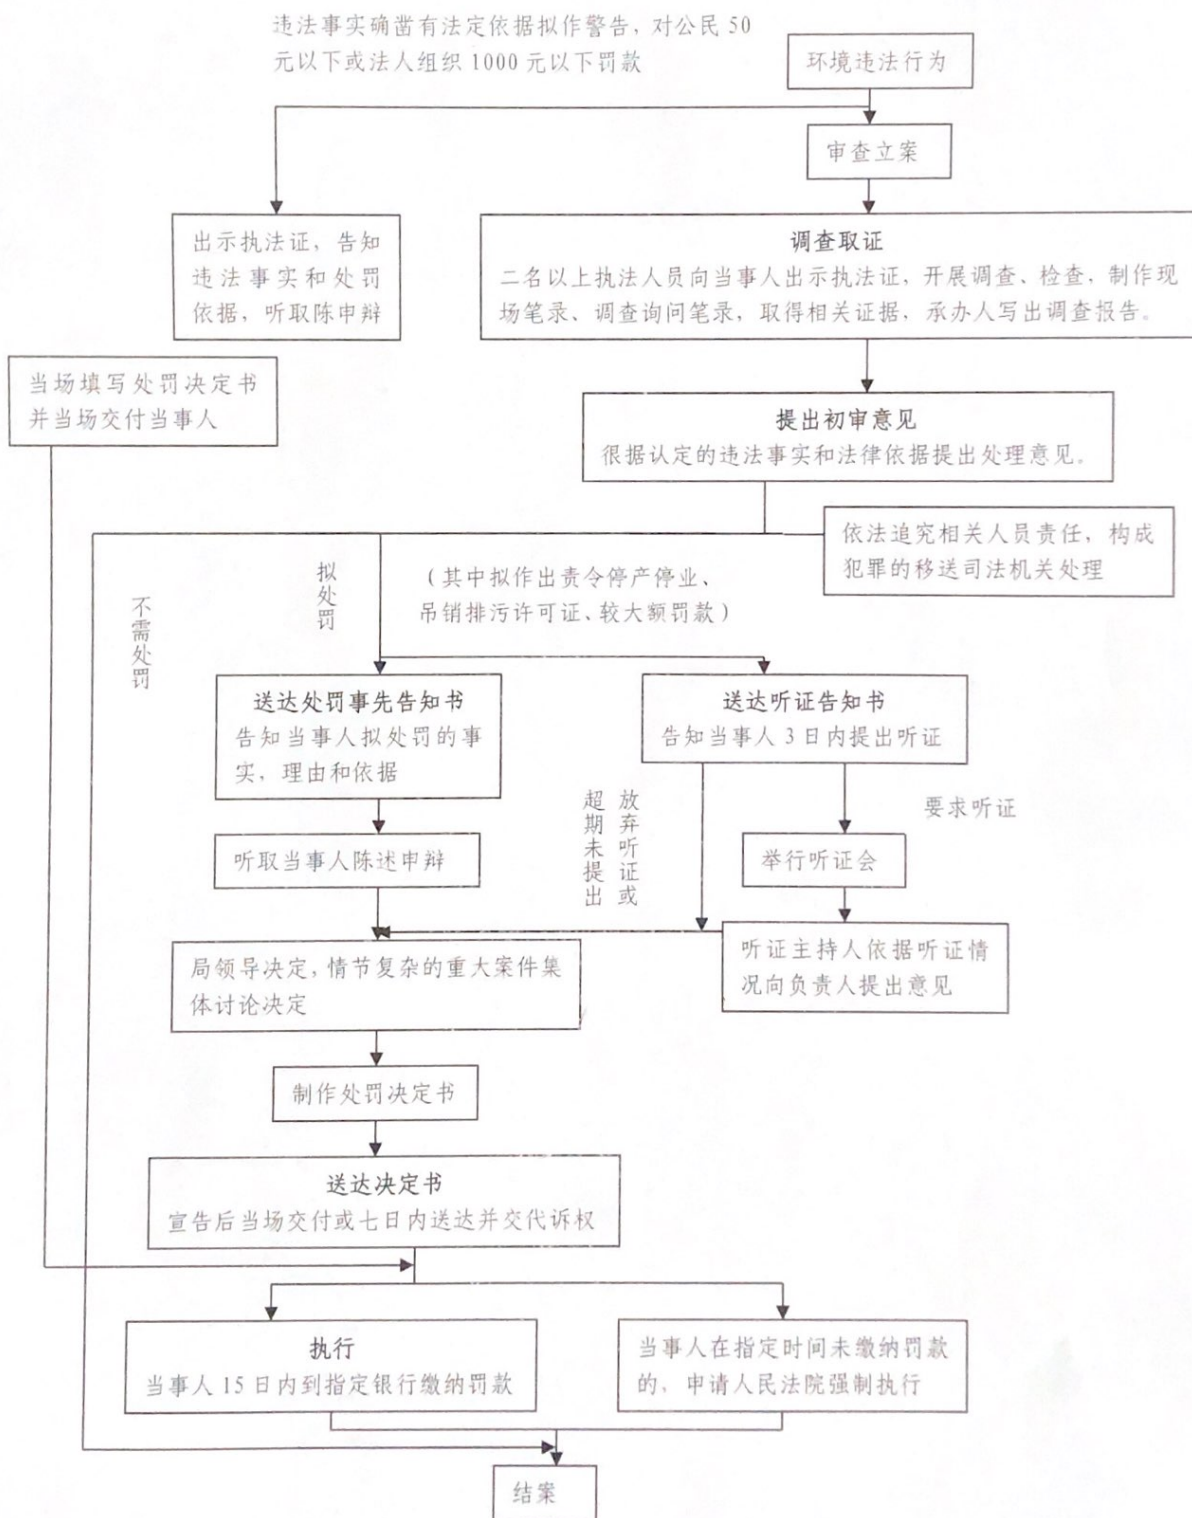 违法事实确凿有法定依据拟作警告，对公民 50
元以下或法人组织 1000 元以下罚款
环境违法行为
审查立案
出示执法证，告知
违法事实和处罚
依据，听取陈申辩
调查取证
二名以上执法人员向当事人出示执法证，开展调查、检查，制作现
场笔录、调查询问笔录，取得相关证据，承办人写出调查报告。
当场填写处罚决定书
并当场交付当事人
提出初审意见
很据认定的违法事实和法律依据提出处理意见。
依法追究相关人员责任，构成
犯罪的移送司法机关处理
不需处罚
拟处罚
（其中拟作出责令停产停业、
吊销排污许可证、较大额罚款）
送达处罚事先告知书
告知当事人拟处罚的事
实，理由和依据
送达听证告知书
告知当事人 3 日内提出听证
放弃听证或
超期未提出
要求听证
听取当事人陈述申辩
举行听证会
局领导决定，情节复杂的重大案件集
体讨论决定
听证主持人依据听证情
况向负责人提出意见
制作处罚决定书
送达决定书
宣告后当场交付或七日内送达并交代诉权
执行
当事人 15 日内到指定银行缴纳罚款
当事人在指定时间未缴纳罚款
的，申请人民法院强制执行
结案